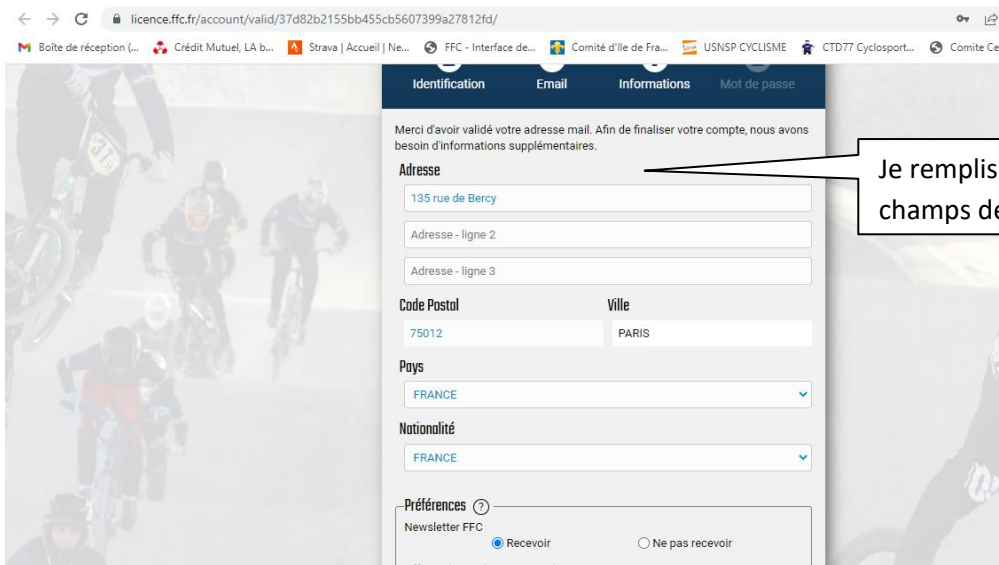 licence.ffc.fr/account/valid/37d82b2155bb455cb5607399a27812fd/
Boîte de réception (... Crédit Mutuel, LA b... Strava | Accueil | Ne... FFC - Interface de... Comité d'Ile de Fra... USNSP CYCLISME CTD77 Cyclosport... Comite Ce
Identification Email Informations Mot de passe
Merci d'avoir validé votre adresse mail. Afin de finaliser votre compte, nous avons
besoin d'informations supplémentaires.
Je remplis
champs de
Adresse
135 rue de Bercy
Adresse - ligne 2
Adresse - ligne 3
Code Postal Ville
75012 PARIS
Pays
FRANCE
Nationalité
FRANCE
Préférences ?
Newsletter FFC
Recevoir Ne pas recevoir